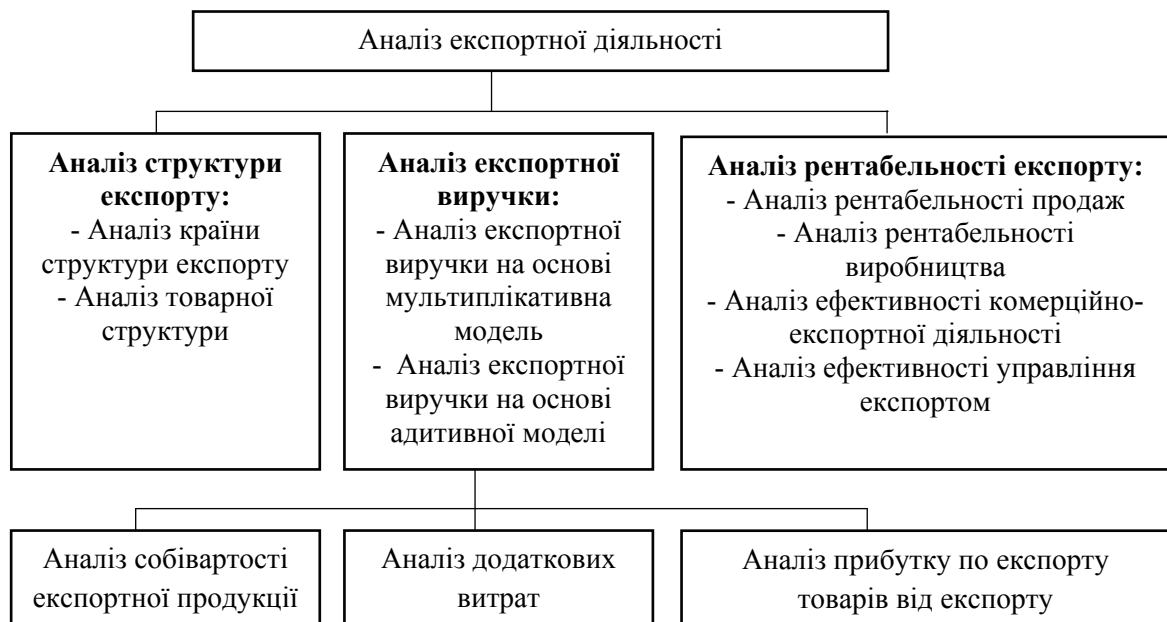 Аналіз експортної діяльності
Аналіз структури
експорту:
- Аналіз країни
структури експорту
- Аналіз товарної
структури
Аналіз експортної
виручки:
- Аналіз експортної
виручки на основі
мультиплікативна
модель
- Аналіз експортної
виручки на основі
адитивної моделі
Аналіз рентабельності експорту:
- Аналіз рентабельності продаж
- Аналіз рентабельності
виробництва
- Аналіз ефективності комерційно-
експортної діяльності
- Аналіз ефективності управління
експортом
Аналіз собівартості
експортної продукції
Аналіз додаткових
витрат
Аналіз прибутку по експорту
товарів від експорту